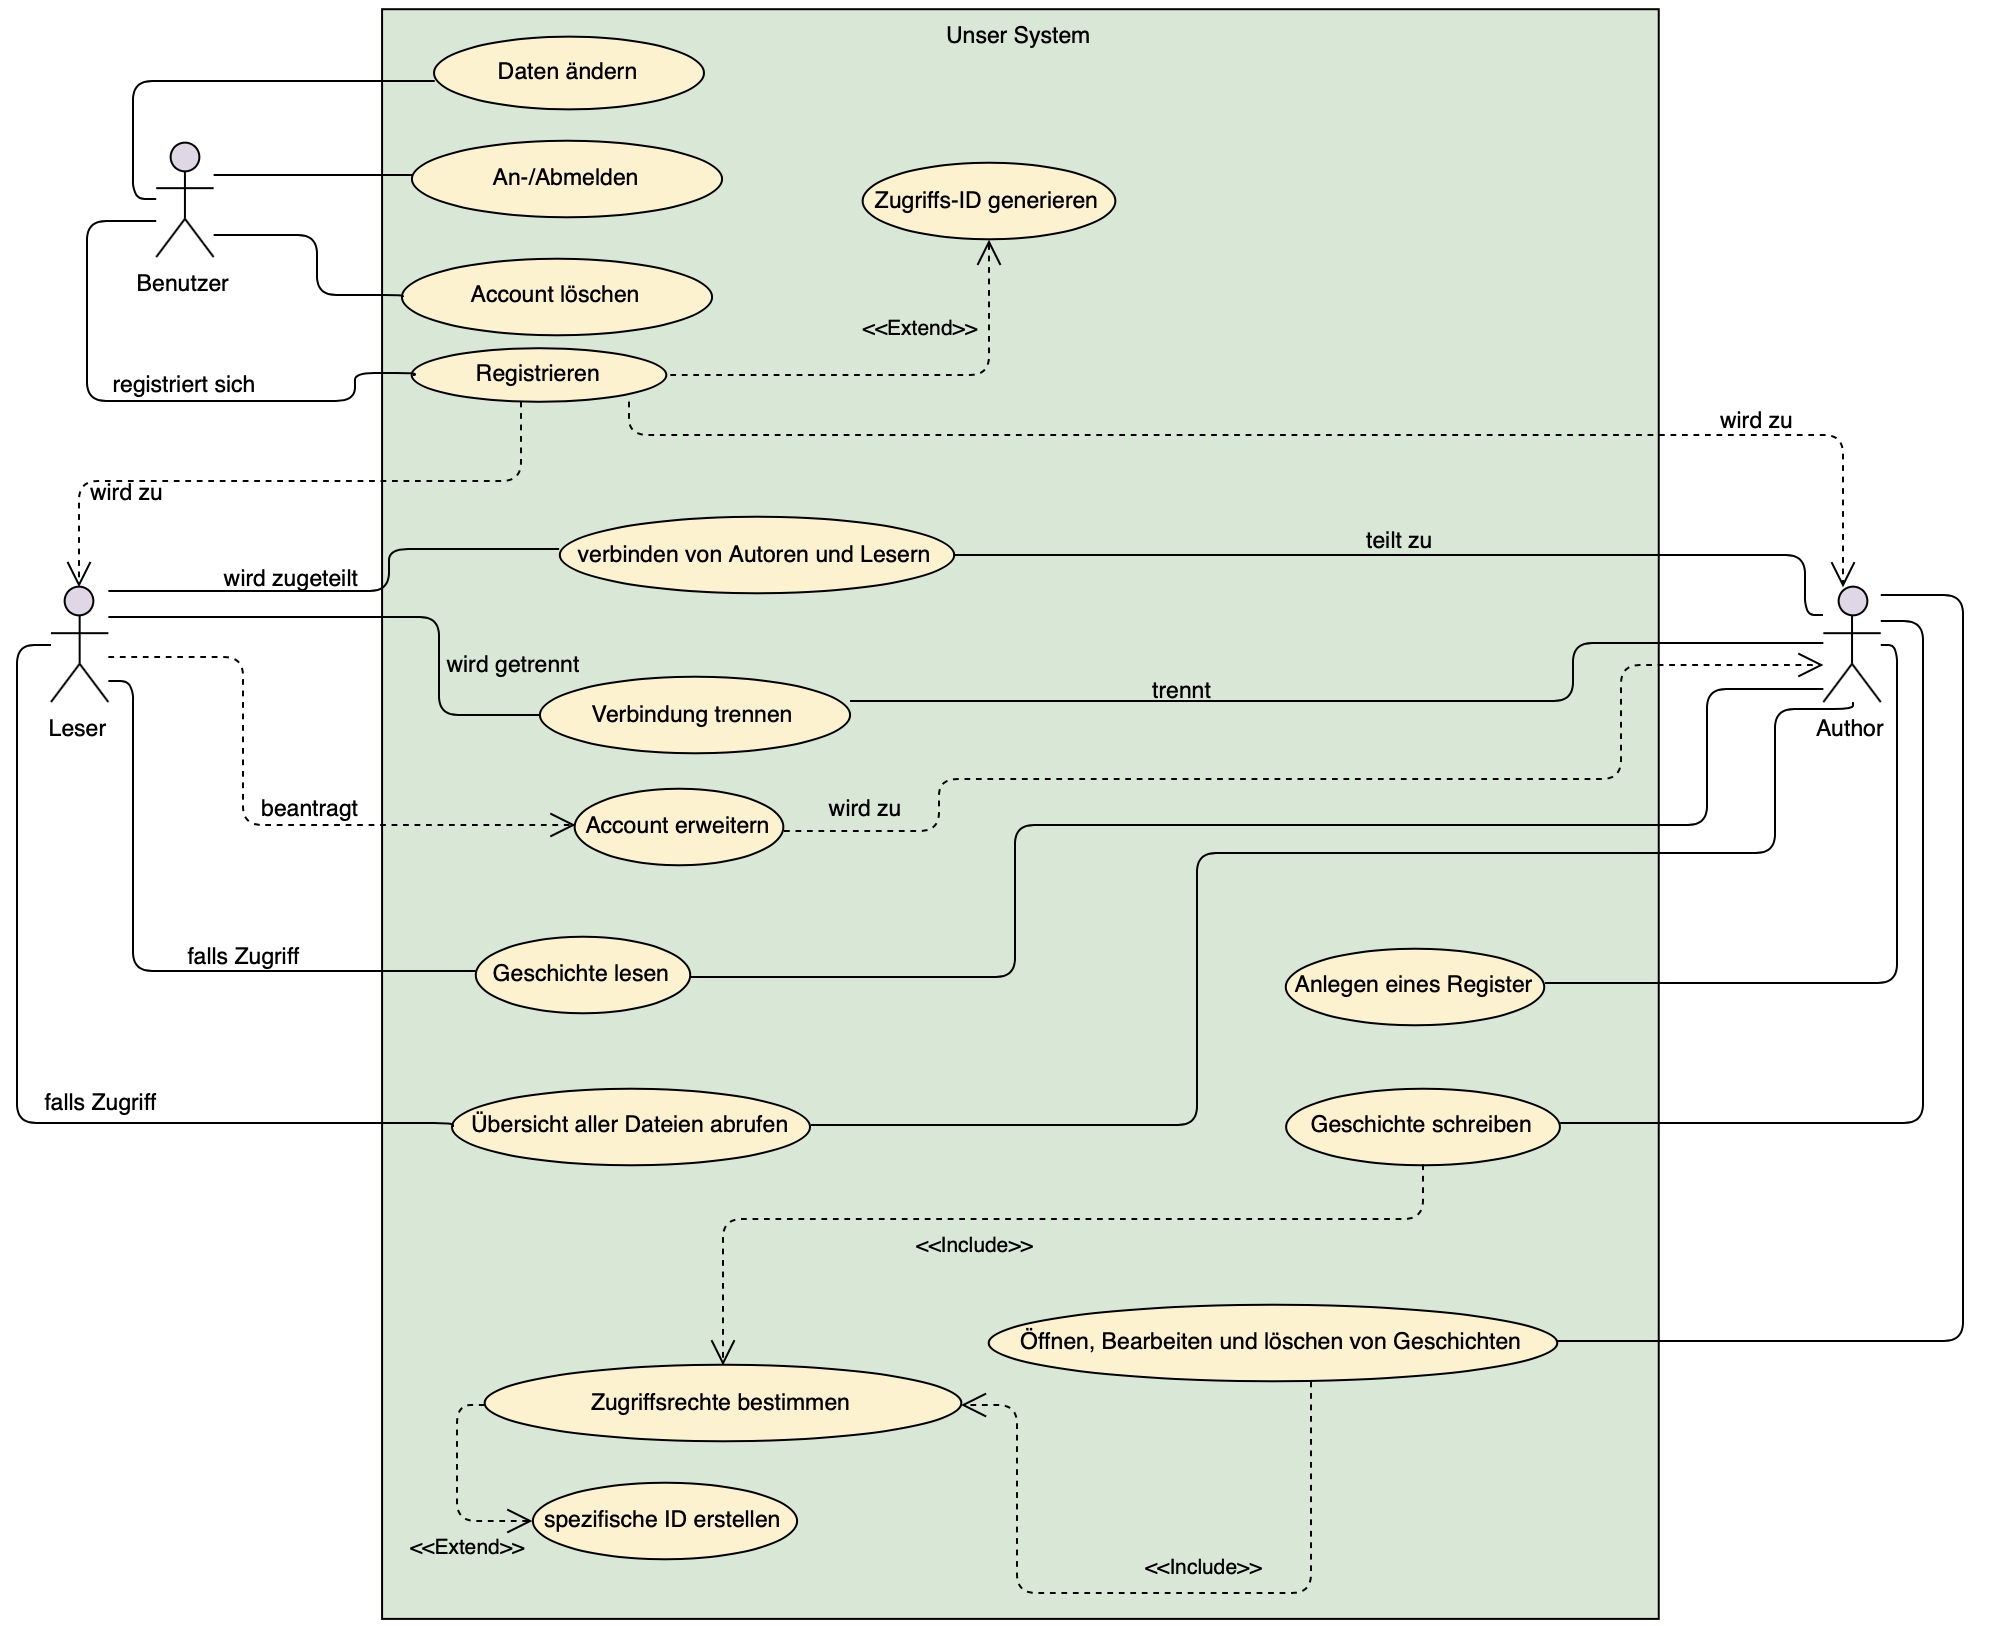 Unser System
Daten ändern
An-/Abmelden
Zugriffs-ID generieren
Benutzer
Account löschen
<<Extend>>
registriert sich
Registrieren
wird zu
wird zu
wird zugeteilt
verbinden von Autoren und Lesern
teilt zu
wird getrennt
Leser
Verbindung trennen
trennt
Author
beantragt
Account erweitern
wird zu
falls Zugriff
Geschichte lesen
Anlegen eines Register
falls Zugriff
Übersicht aller Dateien abrufen
Geschichte schreiben
<<Include>>
Öffnen, Bearbeiten und löschen von Geschichten
Zugriffsrechte bestimmen
spezifische ID erstellen
<<Extend>>
<<Include>>